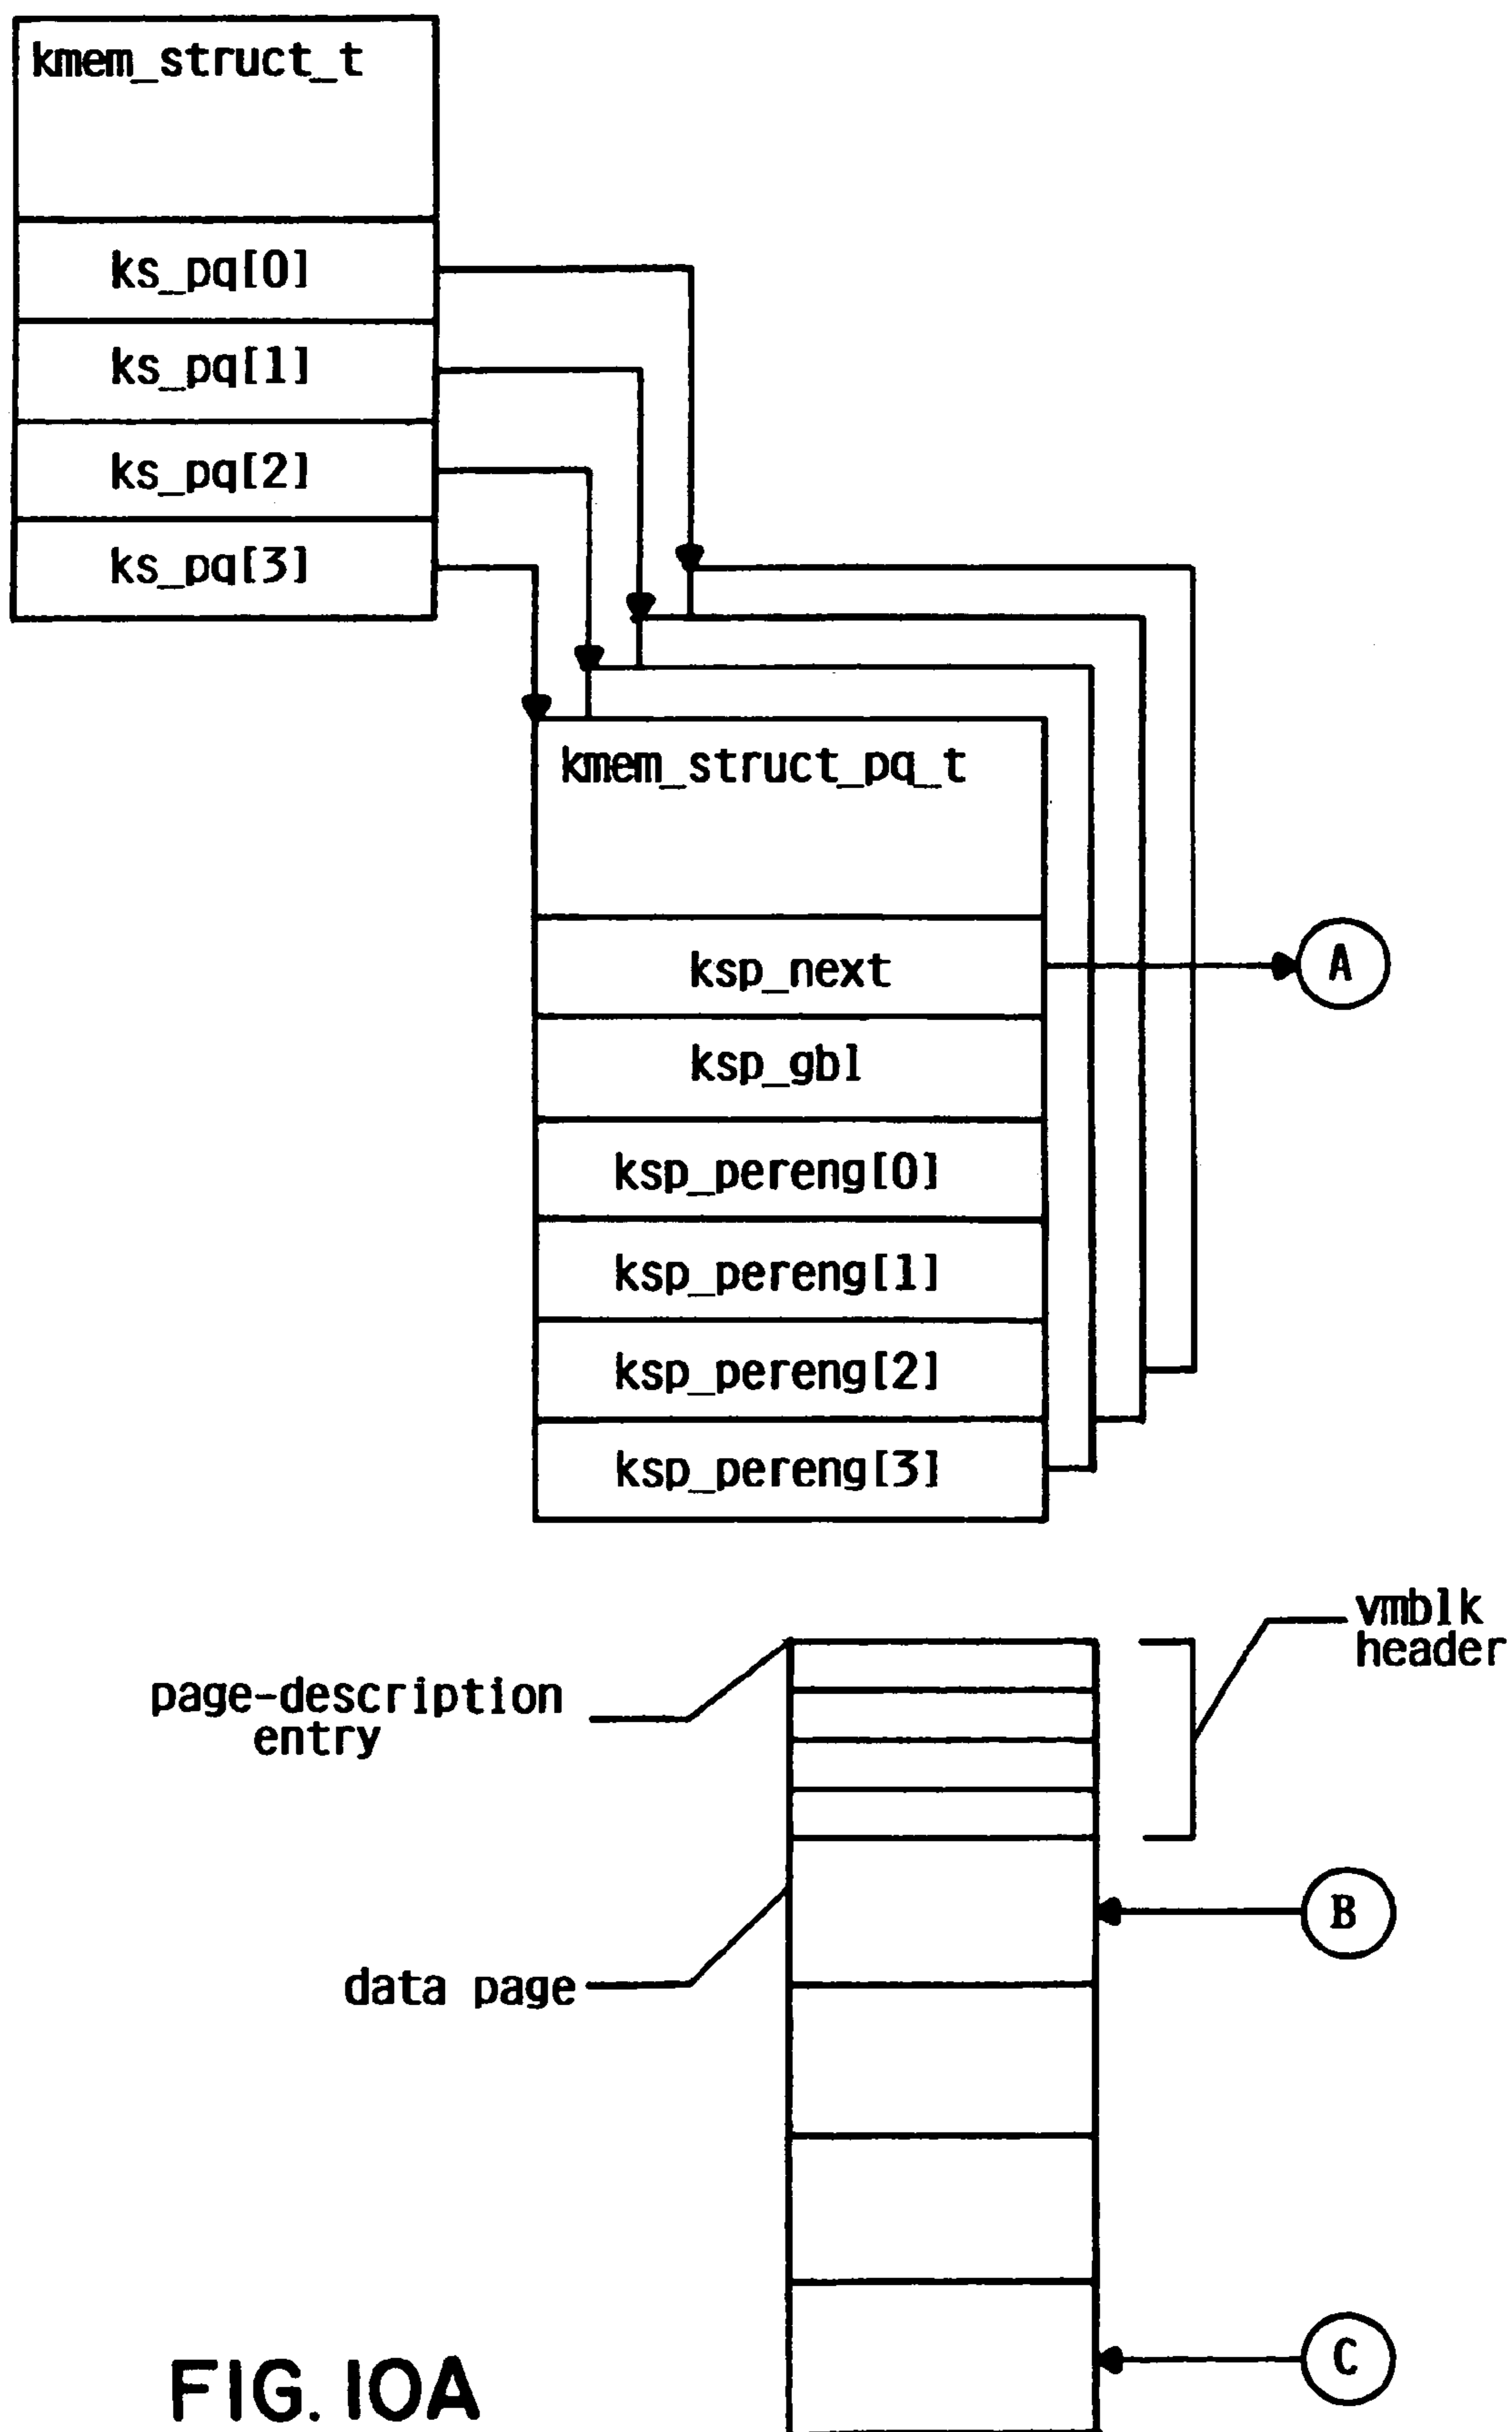 kmem_struct_t
ks_pq[0]
ks_pq[1]
ks_pq[2]
ks_pq[3]
kmem_struct_pq_t
ksp_next
A
ksp_gbl
ksp_pereng[0]
ksp_pereng[1]
ksp_pereng[2]
ksp_pereng[3]
vmblk
header
page-description
entry
B
data page
C
FIG. 10A